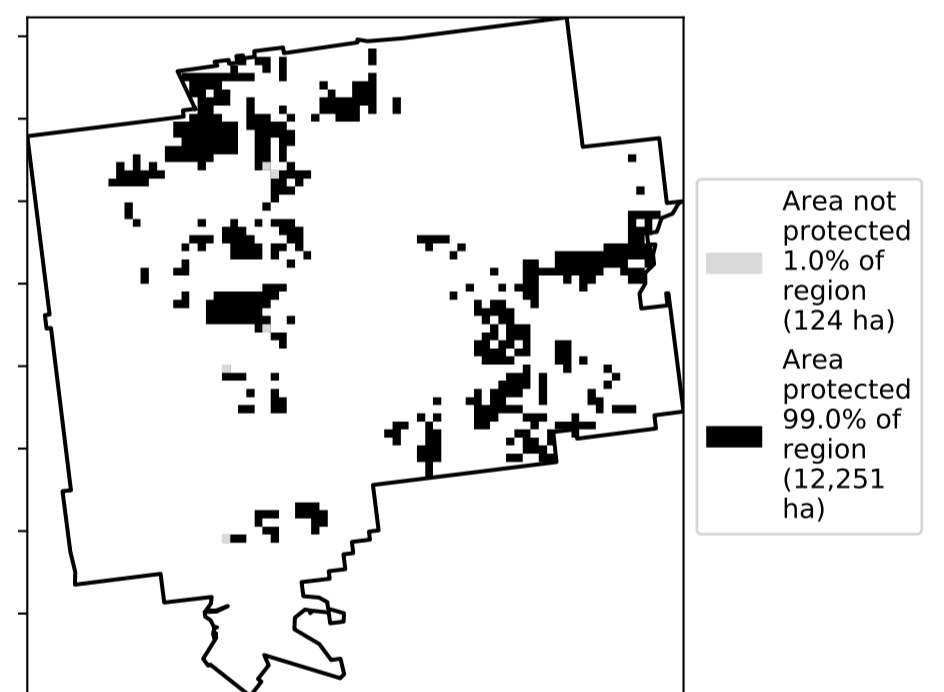 Area not
protected
1.0% of
region
(124 ha)
Area
protected
99.0% of
region
(12,251
ha)